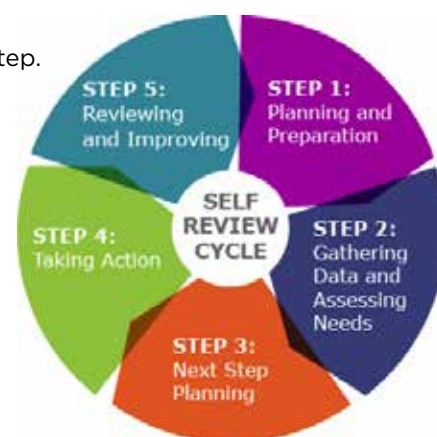 STEP 1:
Planning and
Preparation
STEP 2:
Gathering
Data and
Assessing
Needs
STEP 3:
Next Step
Planning
STEP 4:
Taking Action
STEP 5:
Reviewing
and Improving
SELF
REVIEW
CYCLE